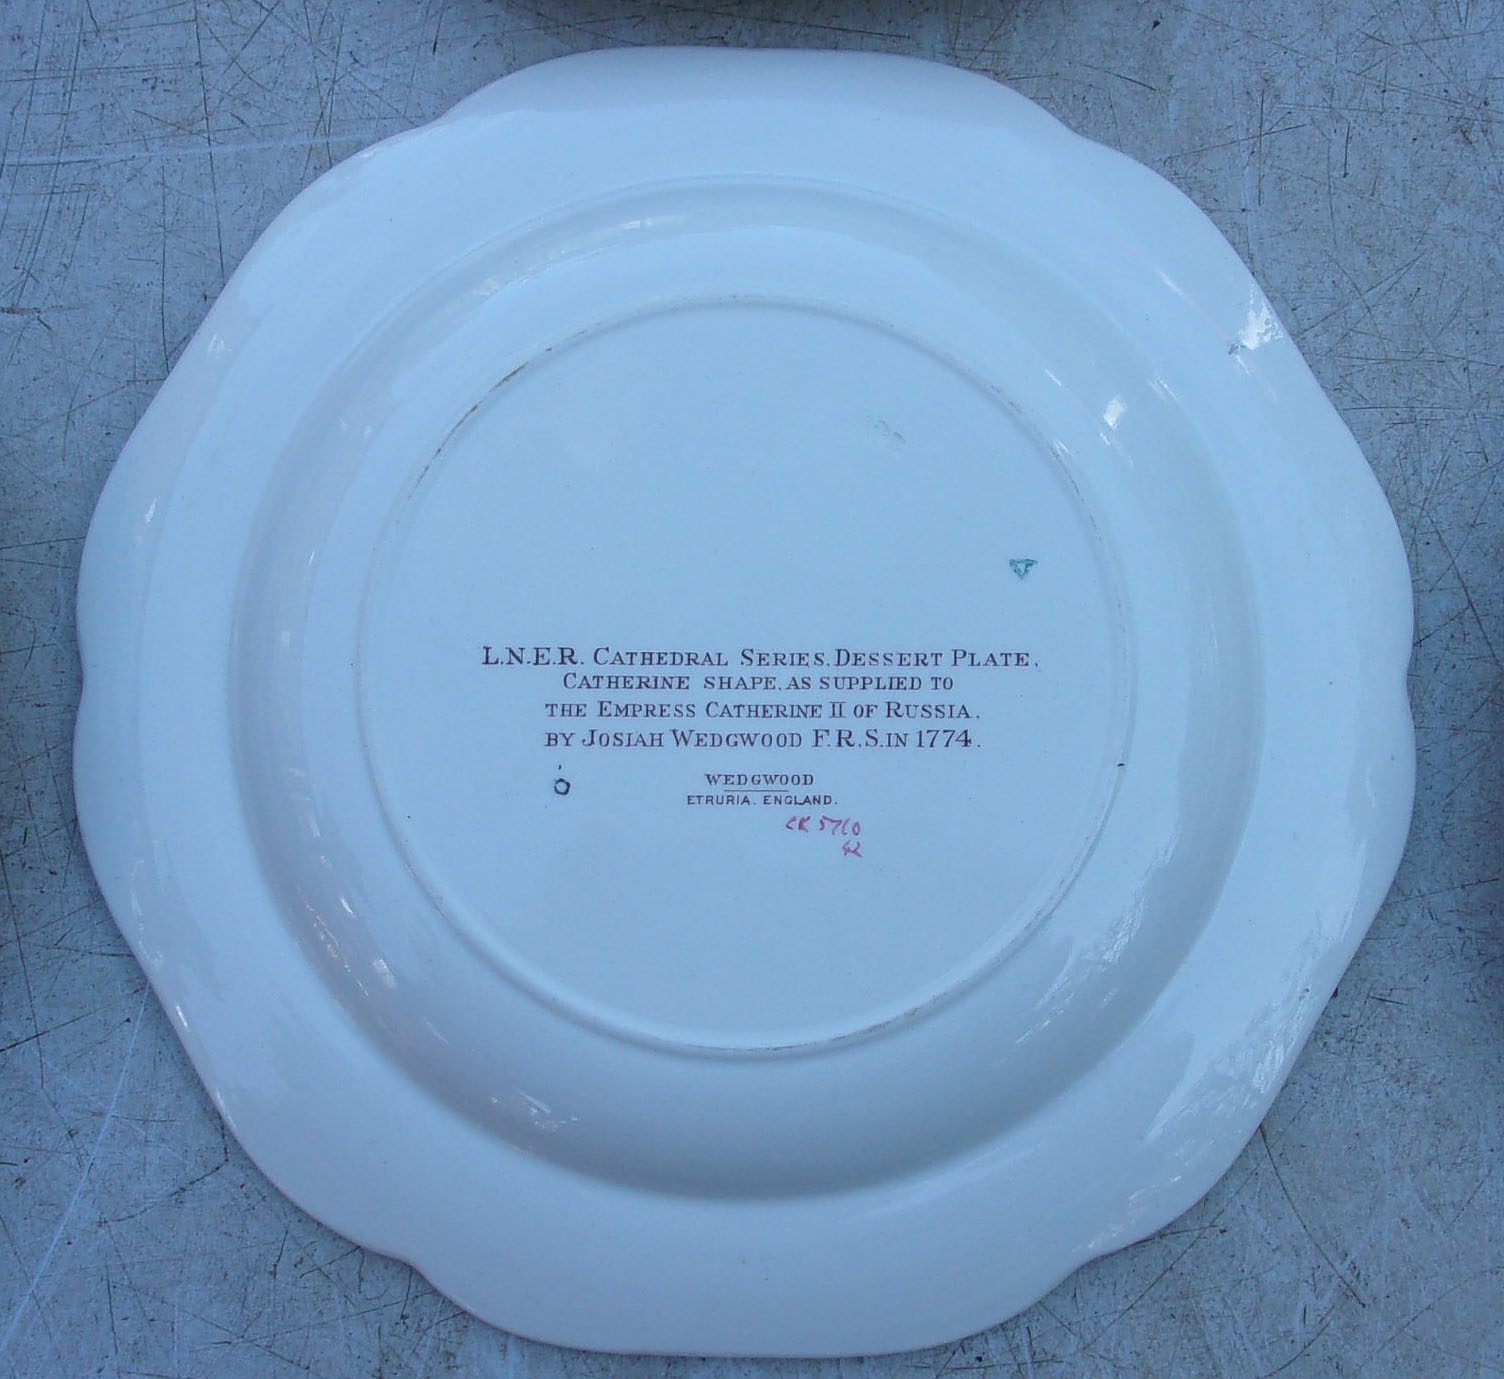 L.N.E.R. CATHEDRAL SERIES. DESSERT PLATE.
CATHERINE SHAPE. AS SUPPLIED TO
THE EMPRESS CATHERINE II OF RUSSIA.
BY JOSIAH WEDGWOOD F.R.S. IN 1774.
WEDGWOOD
ETRURIA. ENGLAND.